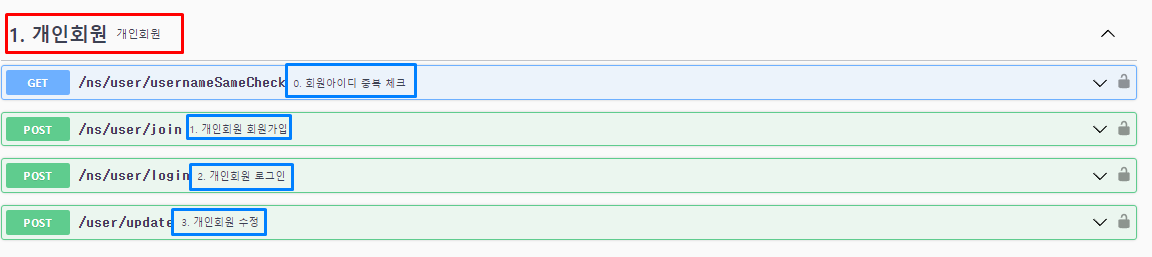 1. 개인회원 개인회원
GET /ns/user/usernameSameCheck 0. 회원아이디 중복 체크
POST /ns/user/join 1. 개인회원 회원가입
POST /ns/user/login 2. 개인회원 로그인
POST /user/update 3. 개인회원 수정